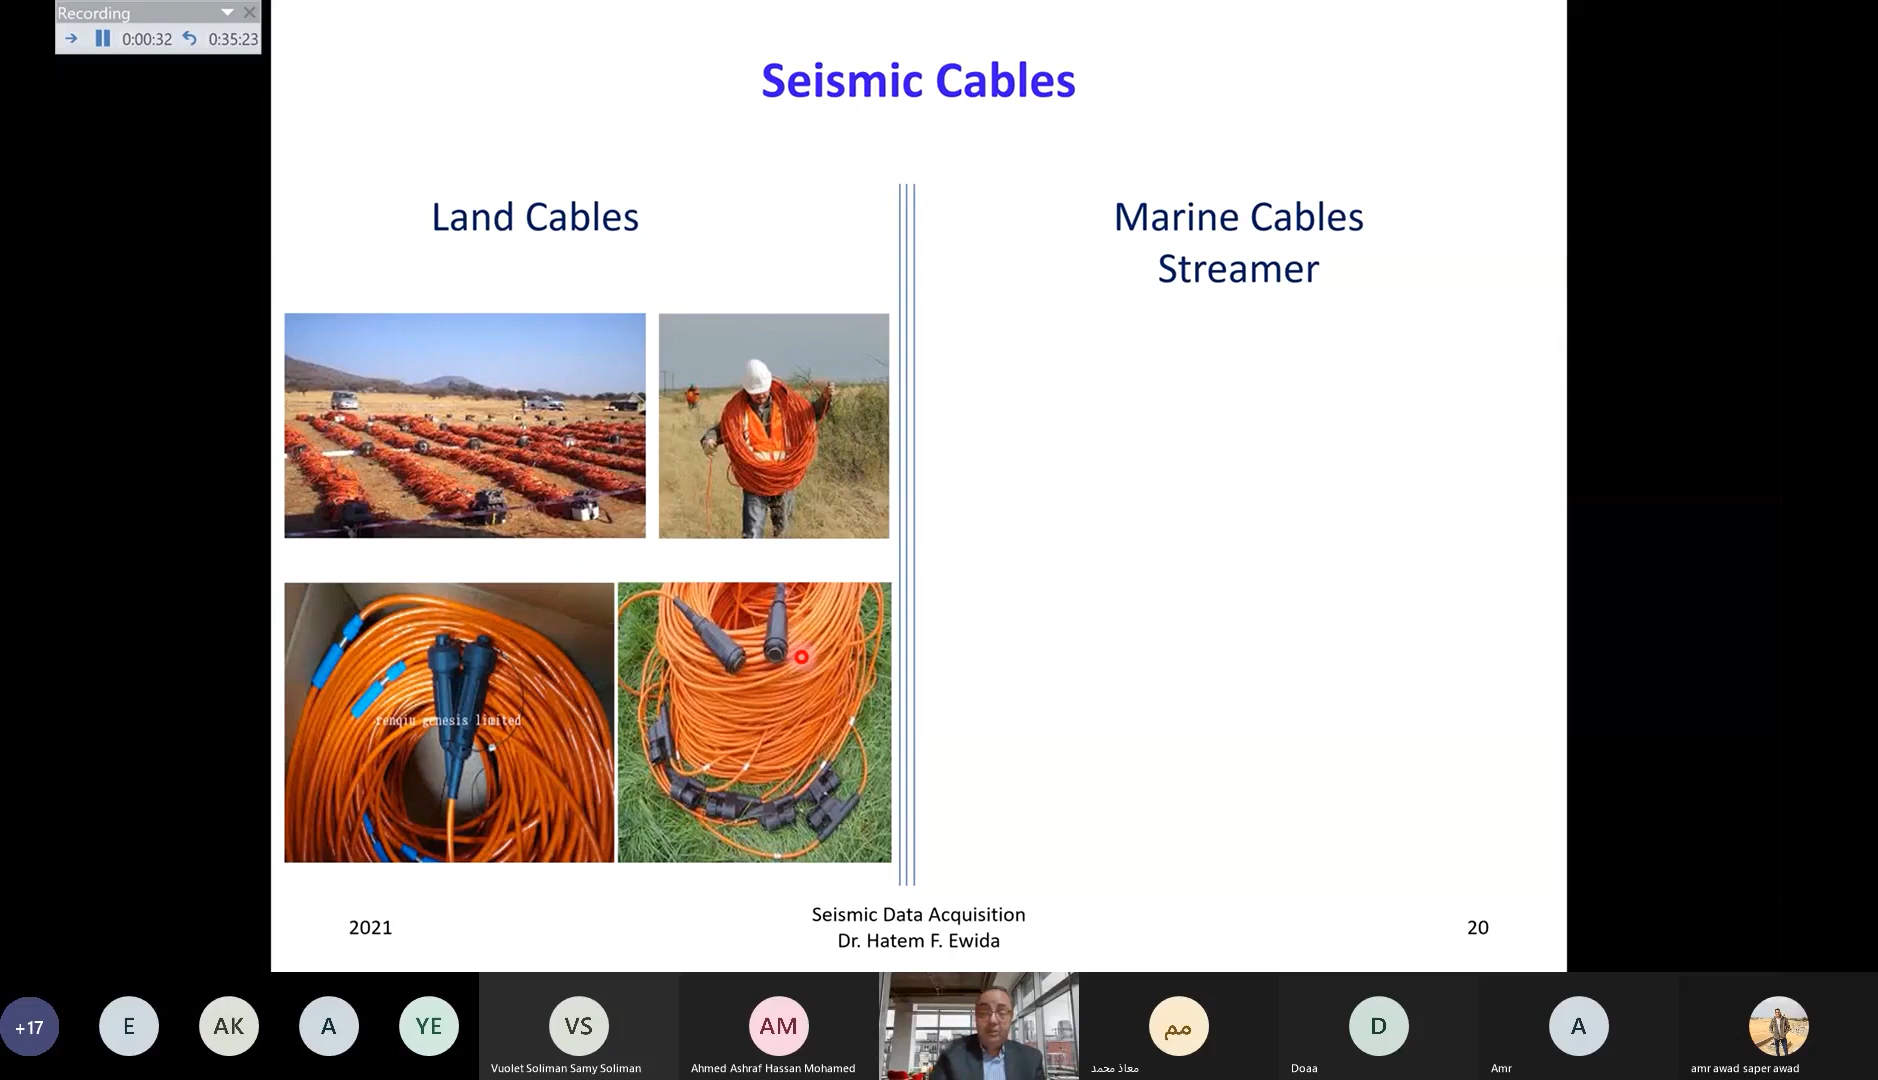 Recording
0:00:32
0:35:23
Seismic Cables
Land Cables
Marine Cables
Streamer
renqiu genesis limited
2021
Seismic Data Acquisition
Dr. Hatem F. Ewida
20
+17
E
AK
A
YE
VS
Vuolet Soliman Samy Soliman
AM
Ahmed Ashraf Hassan Mohamed
مم
معاذ محمد
D
Doaa
A
Amr
amr awad saper awad